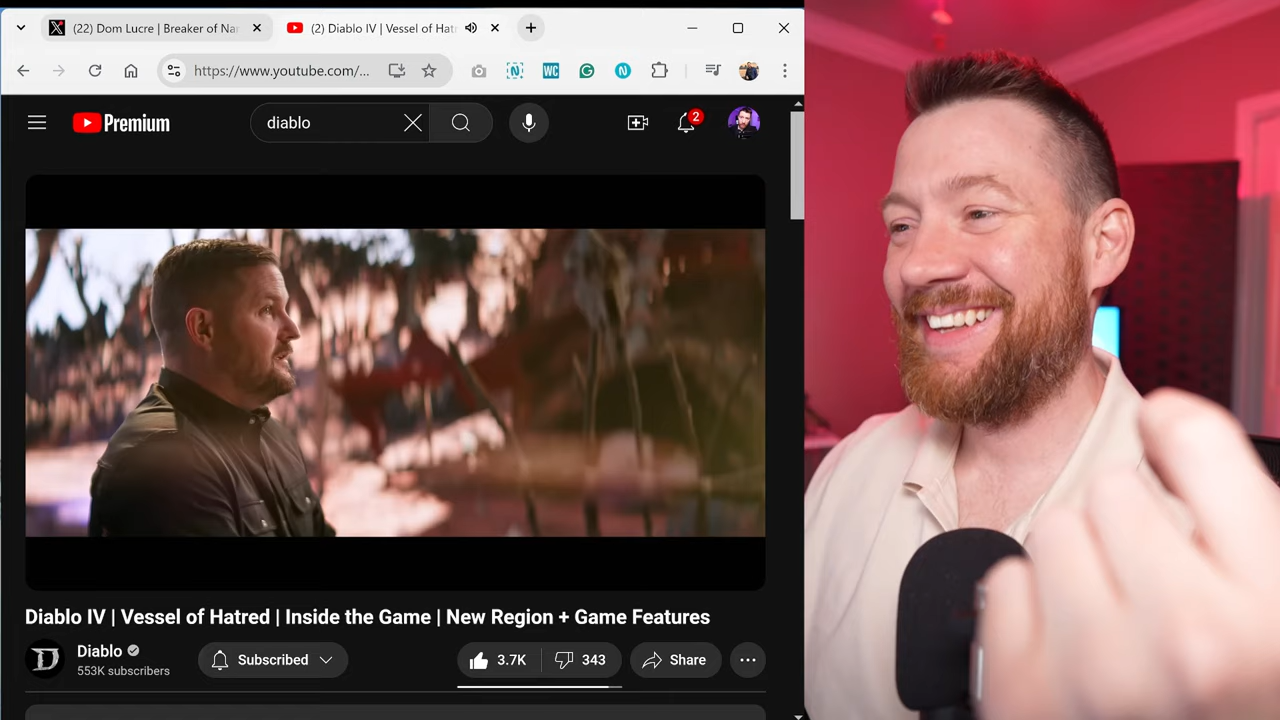 (22) Dom Lucre | Breaker of Nar
(2) Diablo IV | Vessel of Hatr
https://www.youtube.com/...
WC
G
N
N
Premium
diablo
2
Diablo IV | Vessel of Hatred | Inside the Game | New Region + Game Features
Diablo
553K subscribers
Subscribed
3.7K
343
Share